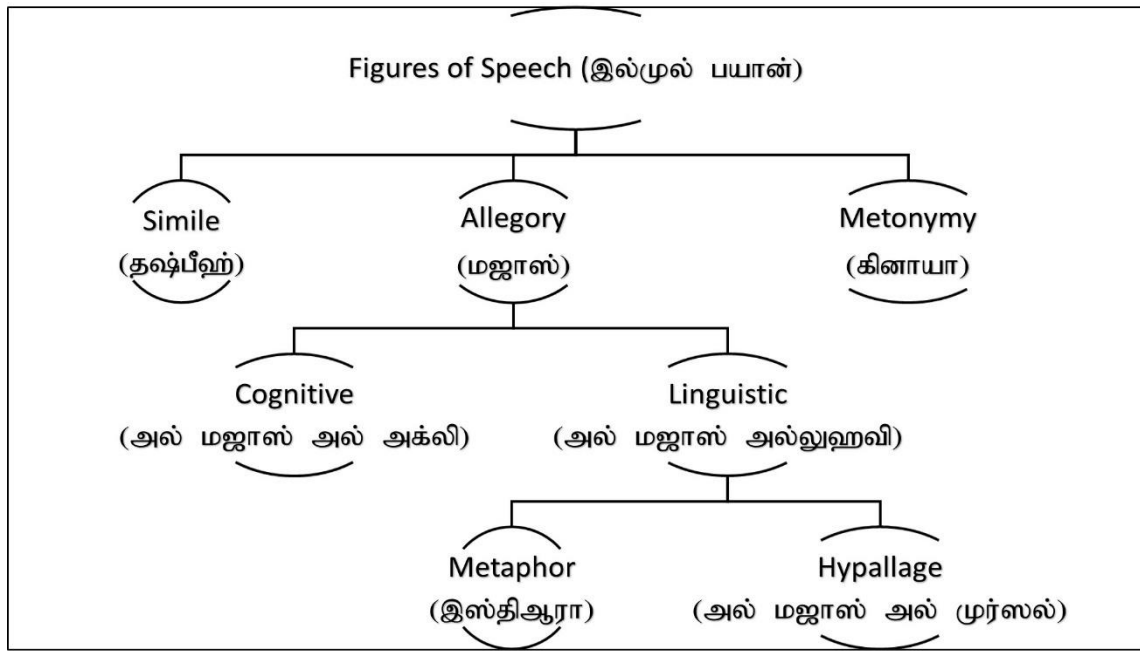 Figures of Speech (இல்முல் பயான்)
Simile
(தஷ்பீஹ்)
Allegory
(மஜாஸ்)
Metonymy
(கினாயா)
Cognitive
(அல் மஜாஸ் அல் அக்லி)
Linguistic
(அல் மஜாஸ் அல்லுஹவி)
Metaphor
(இஸ்திஆரா)
Hypallage
(அல் மஜாஸ் அல் முர்ஸல்)